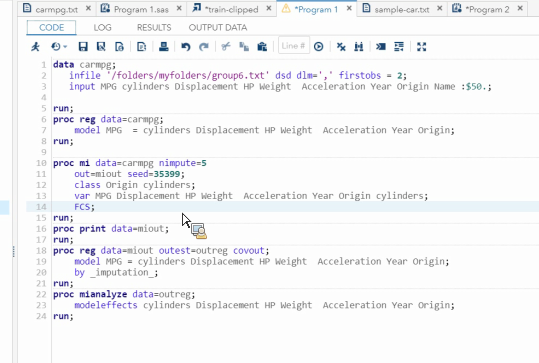 carmpg.txt × Program 1.sas × *train-clipped × *Program 1 × sample-car.txt × *Program 2 ×
CODE LOG RESULTS OUTPUT DATA
Line #
1 data carmpg;
2 infile '/folders/myfolders/group6.txt' dsd dlm=',' firstobs = 2;
3 input MPG cylinders Displacement HP Weight Acceleration Year Origin Name :$50.;
4
5 run;
6 proc reg data=carmpg;
7 model MPG = cylinders Displacement HP Weight Acceleration Year Origin;
8 run;
9
10 proc mi data=carmpg nimpute=5
11 out=miout seed=35399;
12 class Origin cylinders;
13 var MPG Displacement HP Weight Acceleration Year Origin cylinders;
14 FCS;
15 run;
16 proc print data=miout;
17 run;
18 proc reg data=miout outest=outreg covout;
19 model MPG = cylinders Displacement HP Weight Acceleration Year Origin;
20 by _imputation_;
21 run;
22 proc mianalyze data=outreg;
23 modeleffects cylinders Displacement HP Weight Acceleration Year Origin;
24 run;